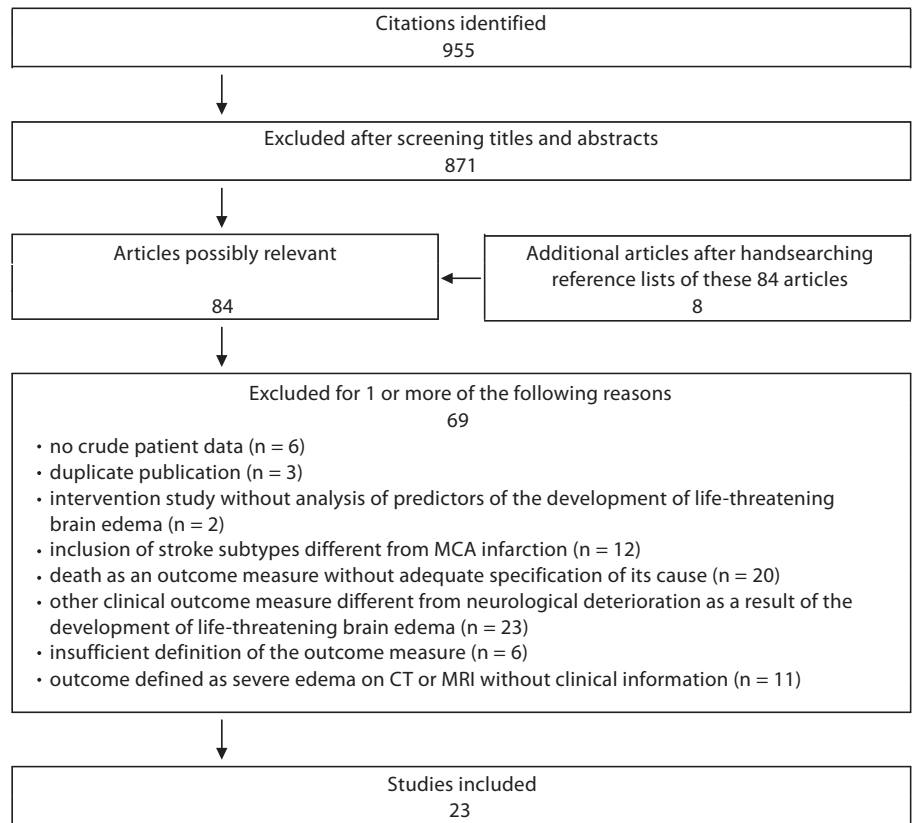 Citations identified
955
Excluded after screening titles and abstracts
871
Articles possibly relevant
84
Additional articles after handsearching
reference lists of these 84 articles
8
Excluded for 1 or more of the following reasons
69
• no crude patient data (n = 6)
• duplicate publication (n = 3)
• intervention study without analysis of predictors of the development of life-threatening
brain edema (n = 2)
• inclusion of stroke subtypes different from MCA infarction (n = 12)
• death as an outcome measure without adequate specification of its cause (n = 20)
• other clinical outcome measure different from neurological deterioration as a result of the
development of life-threatening brain edema (n = 23)
• insufficient definition of the outcome measure (n = 6)
• outcome defined as severe edema on CT or MRI without clinical information (n = 11)
Studies included
23